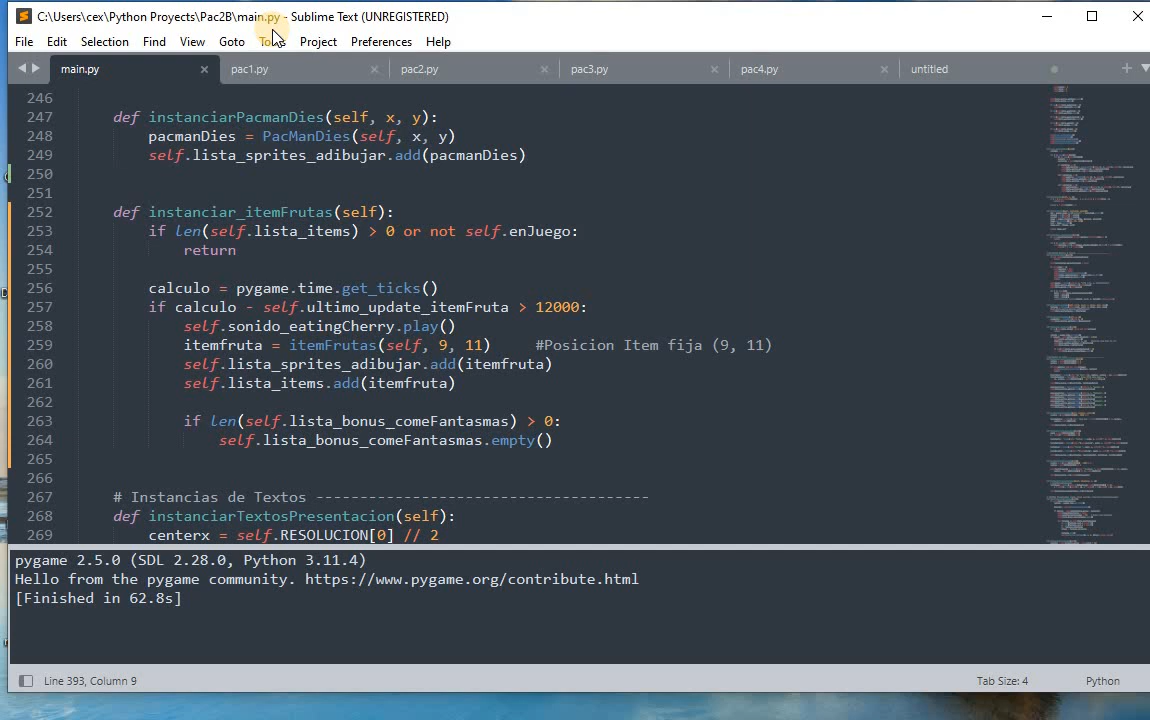 C:\Users\cex\Python Proyects\Pac2B\main.py - Sublime Text (UNREGISTERED)
File Edit Selection Find View Goto Project Preferences Help
main.py pac1.py pac2.py pac3.py pac4.py untitled
246
247 def instanciarPacmanDies(self, x, y):
248 pacmanDies = PacManDies(self, x, y)
249 self.lista_sprites_adibujar.add(pacmanDies)
250
251
252 def instanciar_itemFrutas(self):
253 if len(self.lista_items) > 0 or not self.enJuego:
254 return
255
256 calculo = pygame.time.get_ticks()
257 if calculo - self.ultimo_update_itemFruta > 12000:
258 self.sonido_eatingCherry.play()
259 itemfruta = itemFrutas(self, 9, 11) #Posicion Item fija (9, 11)
260 self.lista_sprites_adibujar.add(itemfruta)
261 self.lista_items.add(itemfruta)
262
263 if len(self.lista_bonus_comeFantasmas) > 0:
264 self.lista_bonus_comeFantasmas.empty()
265
266
267 # Instancias de Textos --------------------------------------
268 def instanciarTextosPresentacion(self):
269 centerx = self.RESOLUCION[0] // 2
pygame 2.5.0 (SDL 2.28.0, Python 3.11.4)
Hello from the pygame community. https://www.pygame.org/contribute.html
[Finished in 62.8s]
Line 393, Column 9 Tab Size: 4 Python